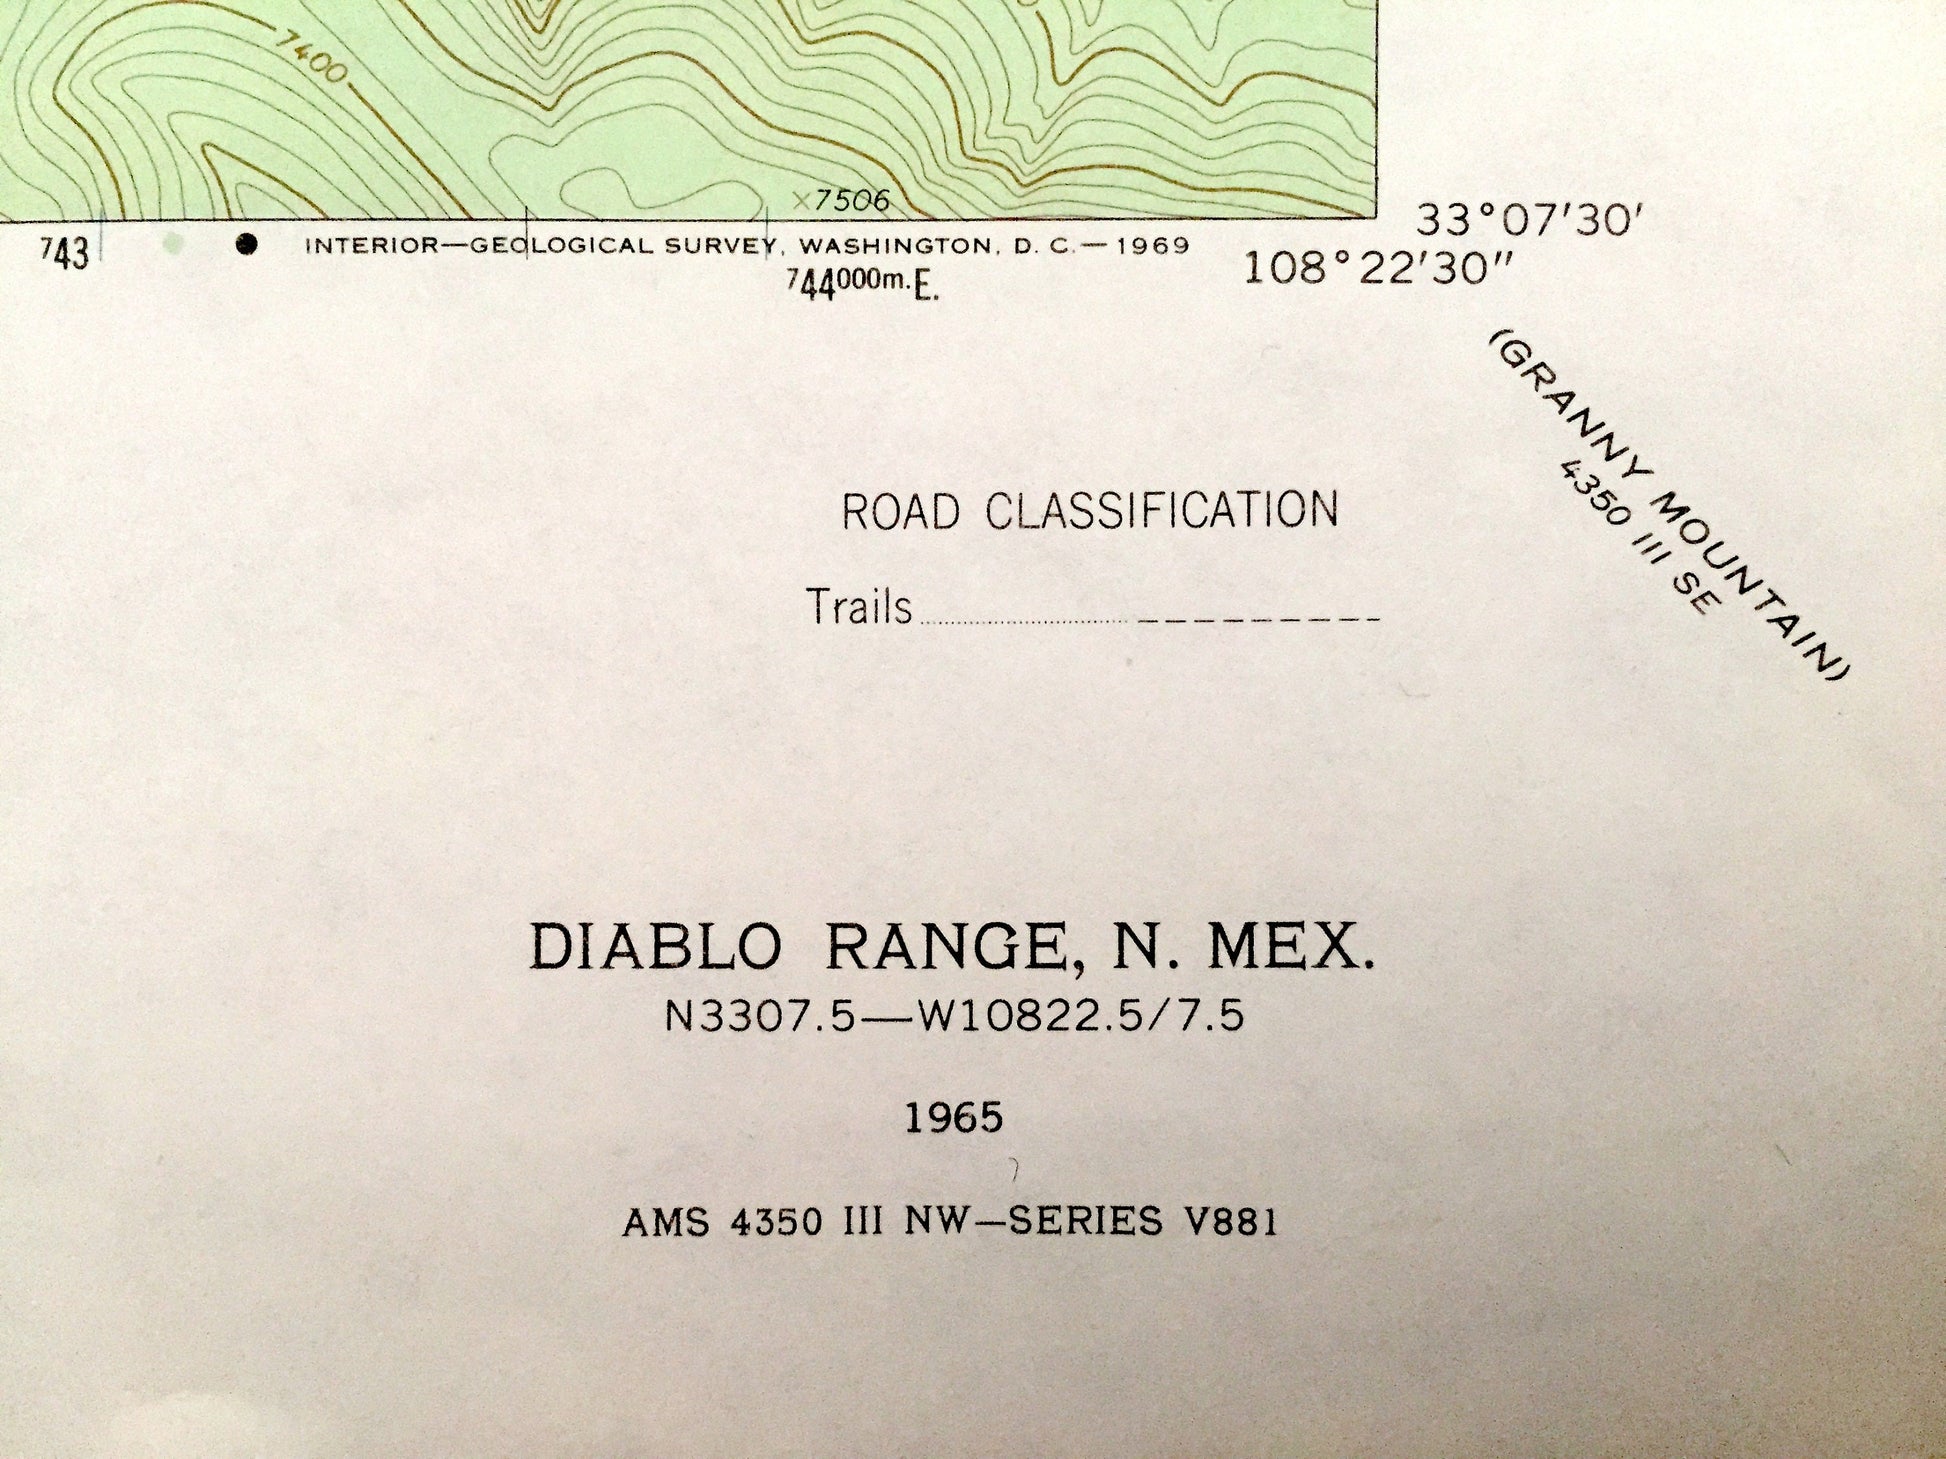 7400
×7506
33°07'30'
743
INTERIOR—GEOLOGICAL SURVEY, WASHINGTON, D. C.—1969
108°22'30"
744000m.E.
(GRANNY MOUNTAIN)
4350 III SE
ROAD CLASSIFICATION
Trails
DIABLO RANGE, N. MEX.
N3307.5—W10822.5/7.5
1965
AMS 4350 III NW—SERIES V881